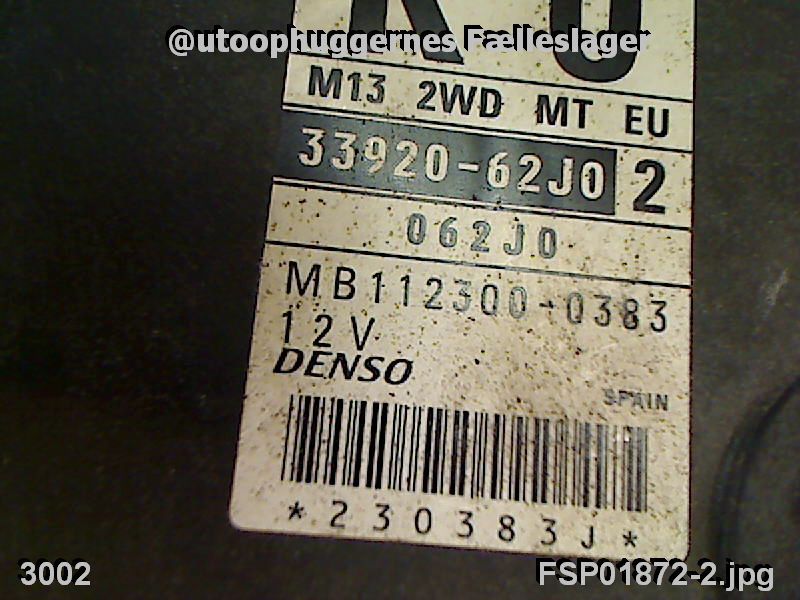 @utoophuggernes Fælleslager
M13 2WD MT EU
33920-62J0 2
062J0
MB112300-0383
12V
DENSO
SPAIN
*230383J*
3002 FSP01872-2.jpg